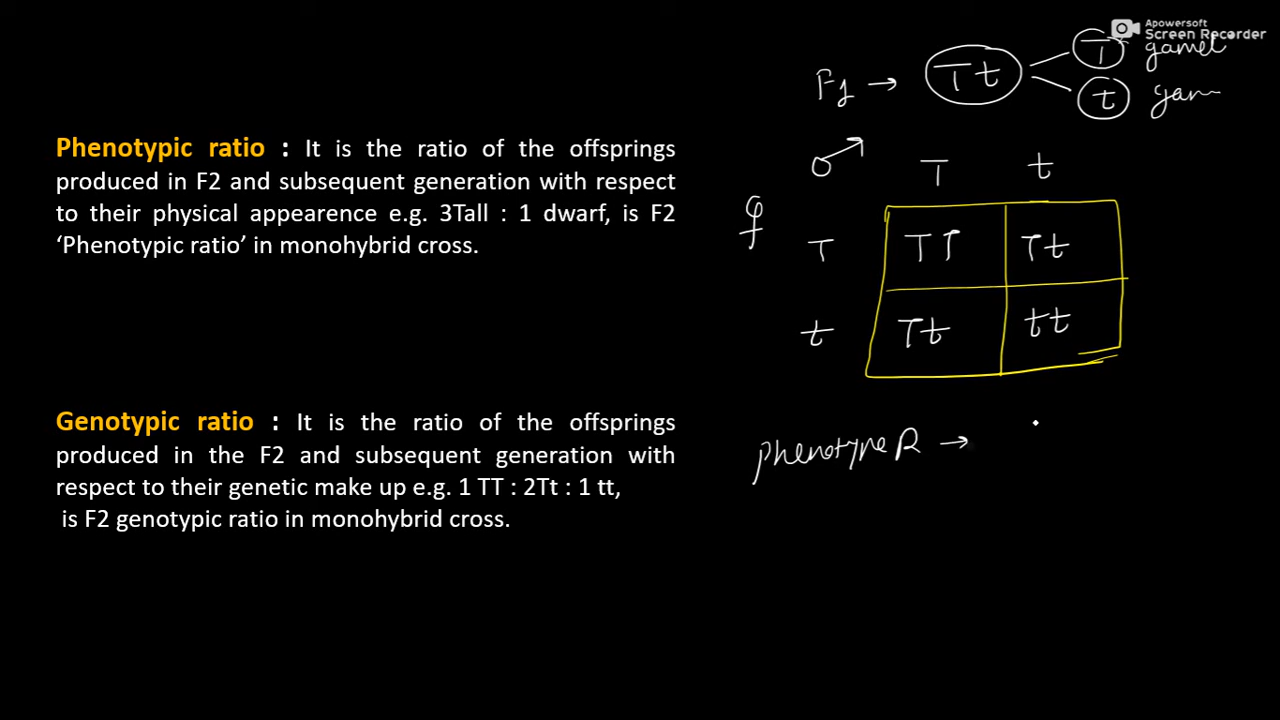 Apowersoft
Screen Recorder
Phenotypic ratio : It is the ratio of the offsprings
produced in F2 and subsequent generation with respect
to their physical appearence e.g. 3Tall : 1 dwarf, is F2
‘Phenotypic ratio’ in monohybrid cross.
Genotypic ratio : It is the ratio of the offsprings
produced in the F2 and subsequent generation with
respect to their genetic make up e.g. 1 TT : 2Tt : 1 tt,
is F2 genotypic ratio in monohybrid cross.
F1 → Tt
T gamet
t gam
♂ T t
♀
T TT Tt
t Tt tt
Phenotype R →